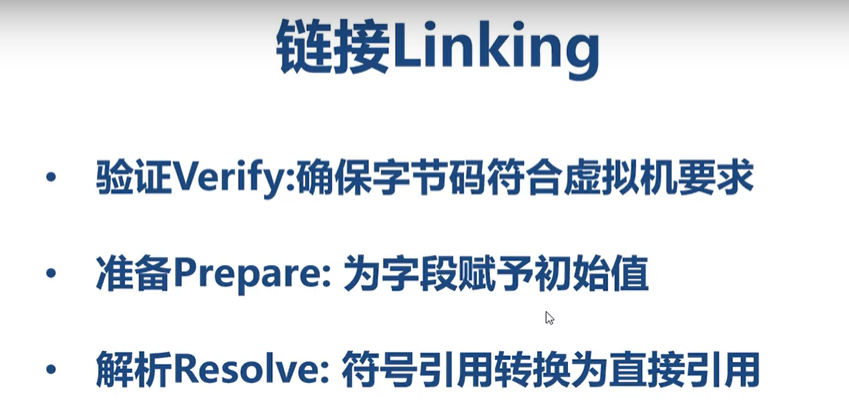 链接Linking
• 验证Verify:确保字节码符合虚拟机要求
• 准备Prepare: 为字段赋予初始值
• 解析Resolve: 符号引用转换为直接引用